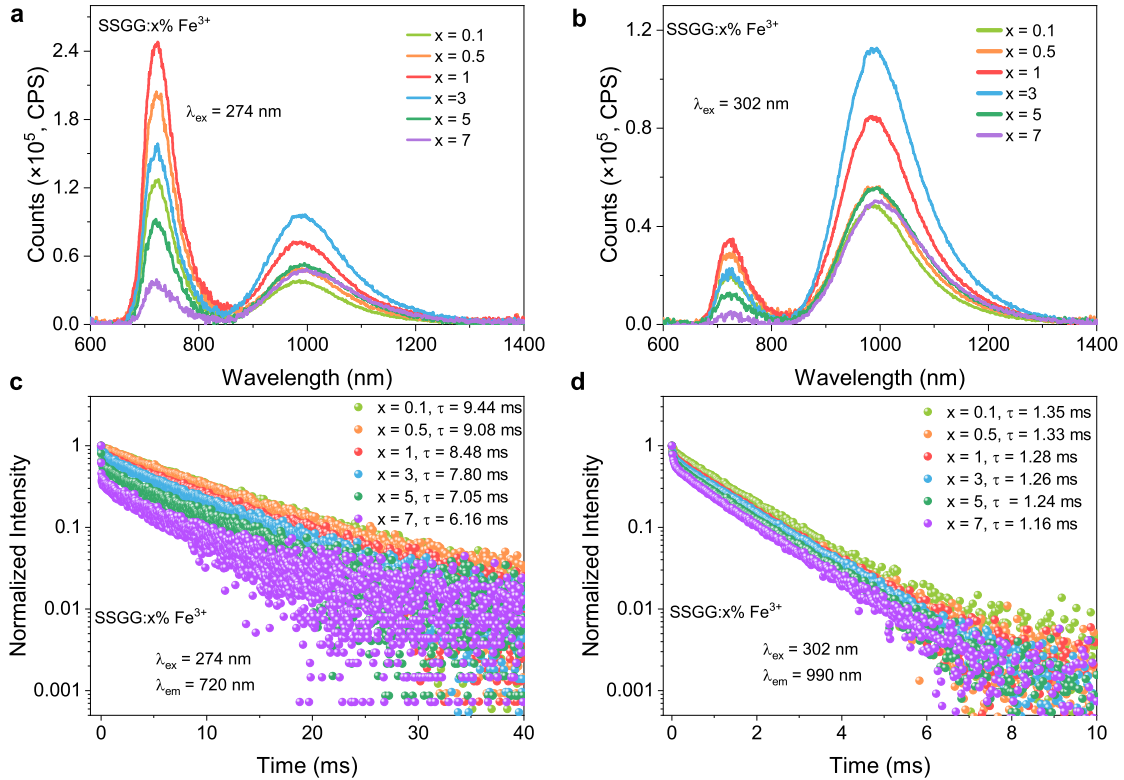 a
SSGG:x% Fe³⁺
x = 0.1
x = 0.5
x = 1
x =3
x = 5
x = 7
λex = 274 nm
Counts (×10⁵, CPS)
2.4
1.8
1.2
0.6
0.0
600
800
1000
1200
1400
Wavelength (nm)
b
SSGG:x% Fe³⁺
x = 0.1
x = 0.5
x = 1
x =3
x = 5
x = 7
λex = 302 nm
Counts (×10⁵, CPS)
1.2
0.8
0.4
0.0
600
800
1000
1200
1400
Wavelength (nm)
c
x = 0.1, τ = 9.44 ms
x = 0.5, τ = 9.08 ms
x = 1, τ = 8.48 ms
x = 3, τ = 7.80 ms
x = 5, τ = 7.05 ms
x = 7, τ = 6.16 ms
Normalized Intensity
1
0.1
0.01
0.001
SSGG:x% Fe³⁺
λex = 274 nm
λem = 720 nm
0
10
20
30
40
Time (ms)
d
x = 0.1, τ = 1.35 ms
x = 0.5, τ = 1.33 ms
x = 1, τ = 1.28 ms
x = 3, τ = 1.26 ms
x = 5, τ = 1.24 ms
x = 7, τ = 1.16 ms
Normalized Intensity
1
0.1
0.01
0.001
SSGG:x% Fe³⁺
λex = 302 nm
λem = 990 nm
0
2
4
6
8
10
Time (ms)